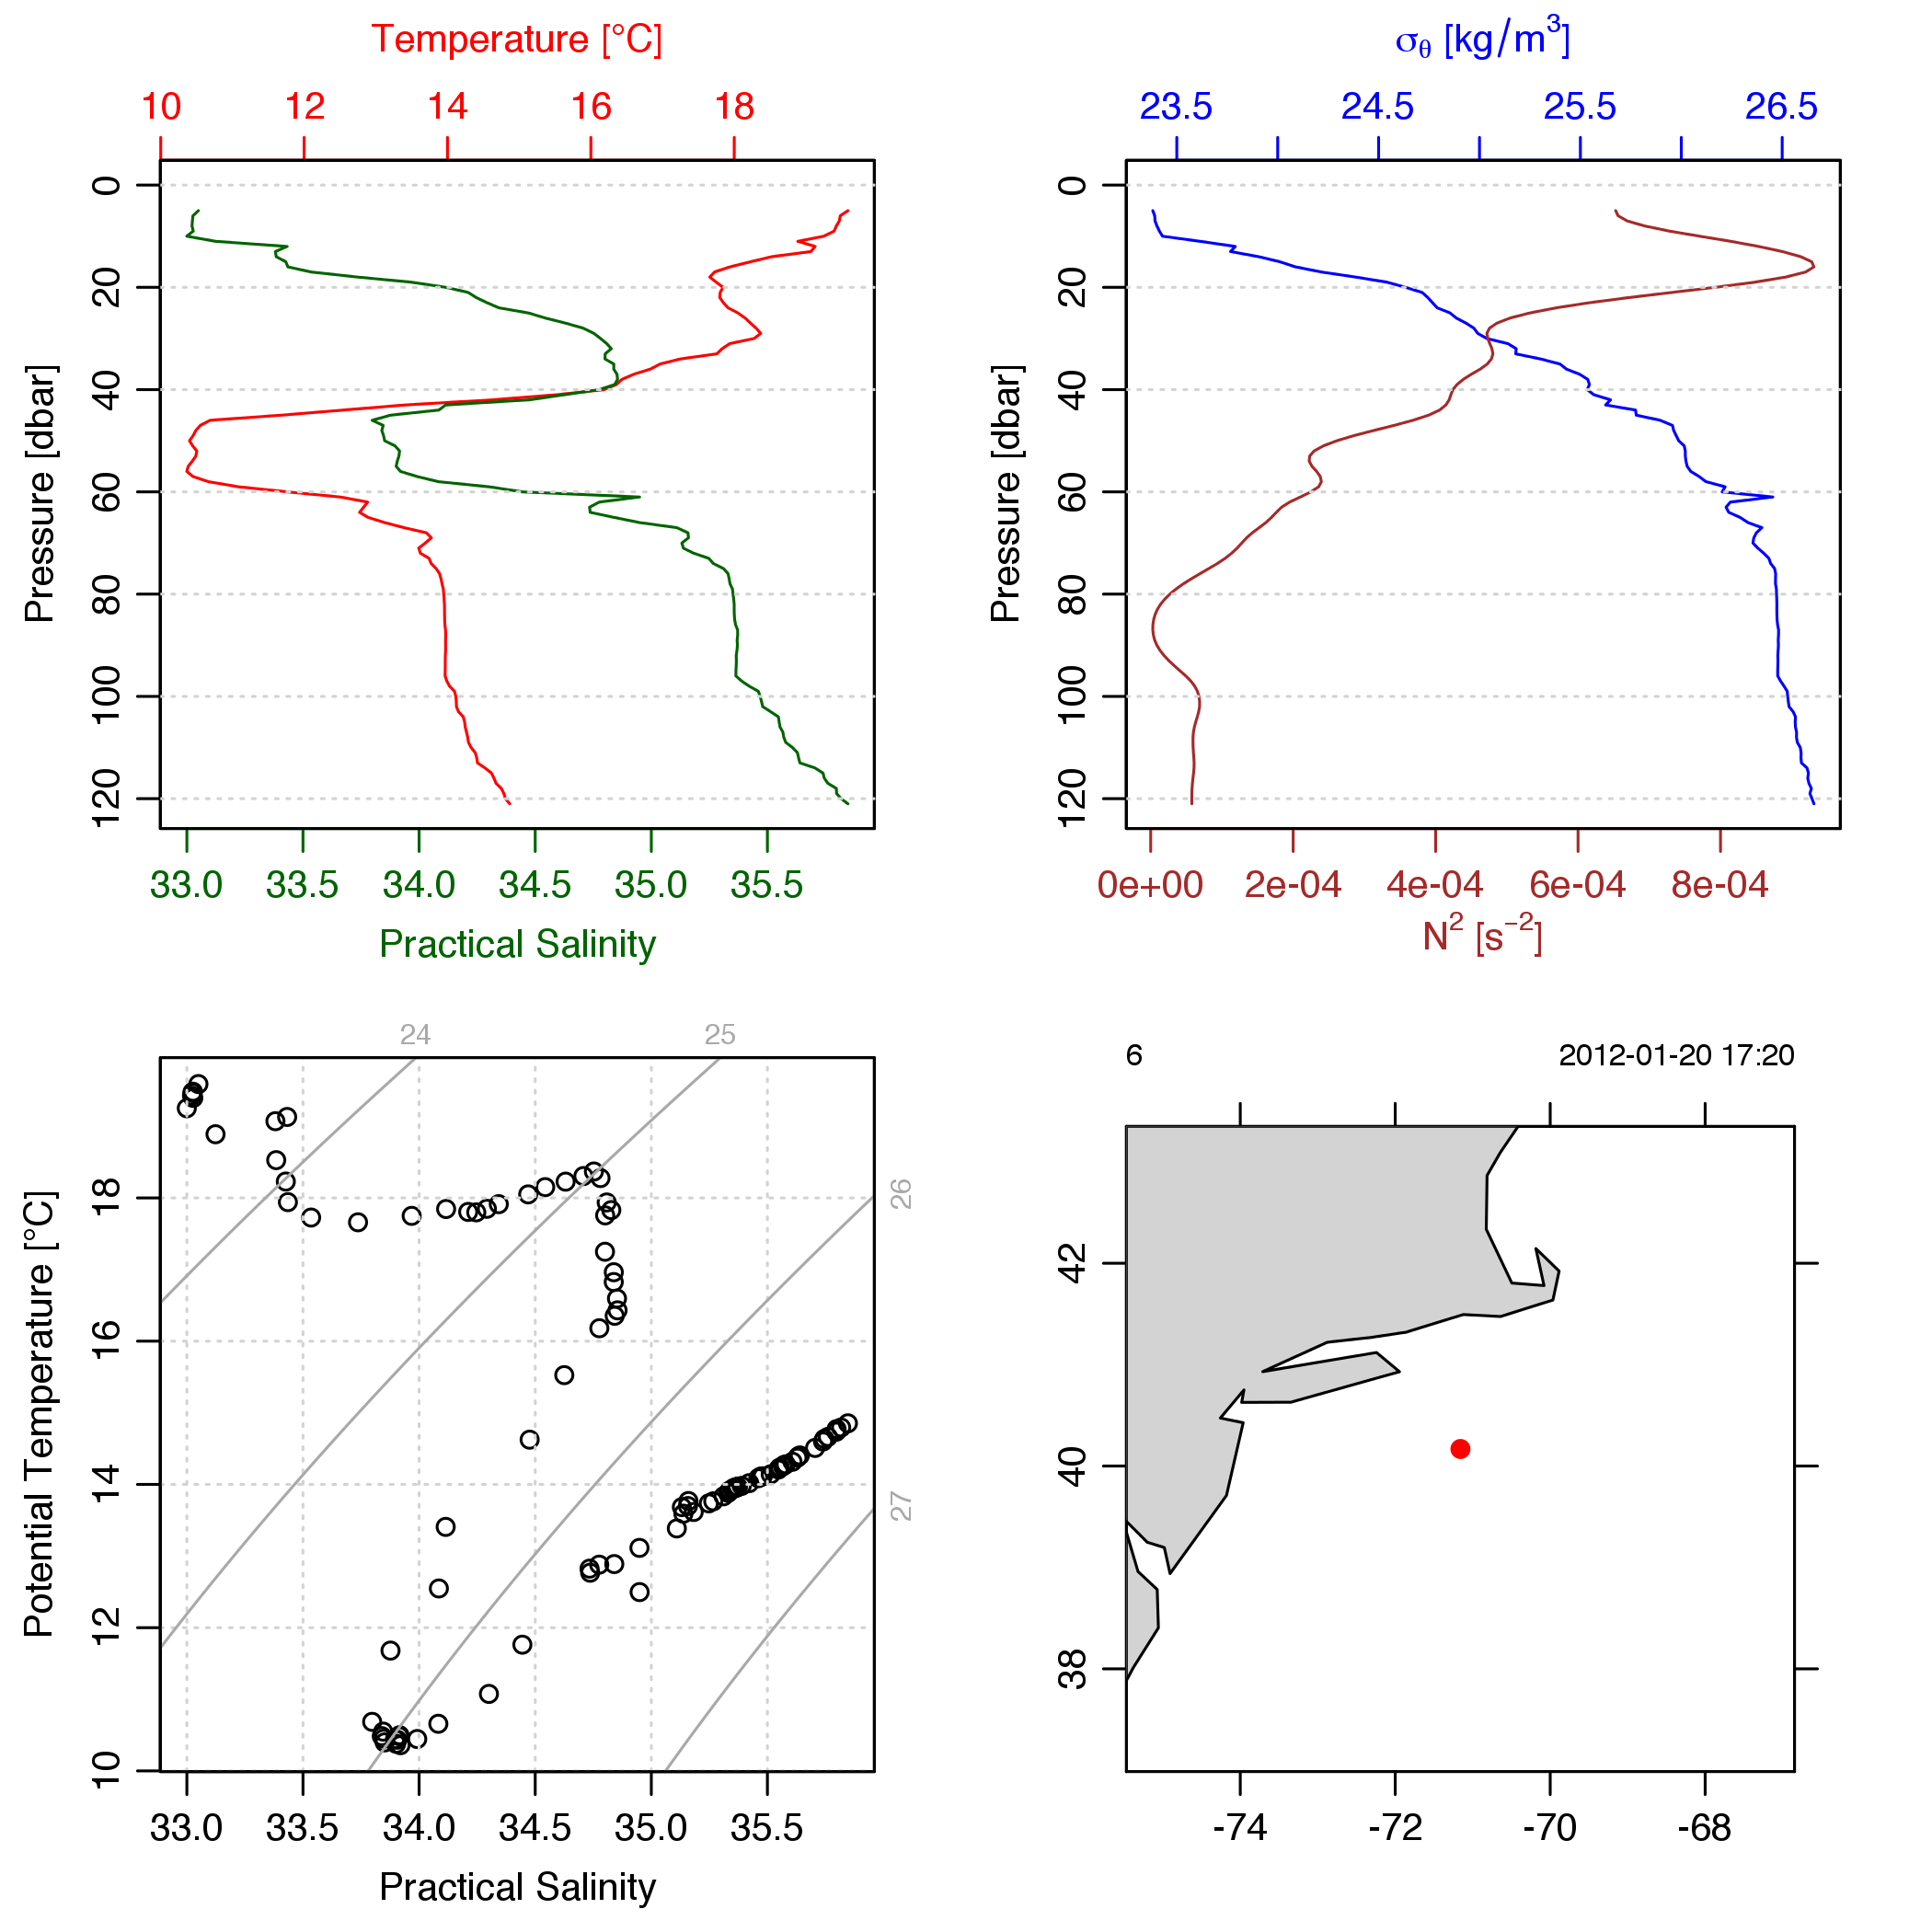 Temperature [°C]
10 12 14 16 18
0
20
40
60
80
100
120
Pressure [dbar]
33.0 33.5 34.0 34.5 35.0 35.5
Practical Salinity
σθ [kg/m³]
23.5 24.5 25.5 26.5
0
20
40
60
80
100
120
Pressure [dbar]
0e+00 2e-04 4e-04 6e-04 8e-04
N² [s⁻²]
24 25
26
27
18
16
14
12
10
Potential Temperature [°C]
33.0 33.5 34.0 34.5 35.0 35.5
Practical Salinity
6 2012-01-20 17:20
42
40
38
-74 -72 -70 -68